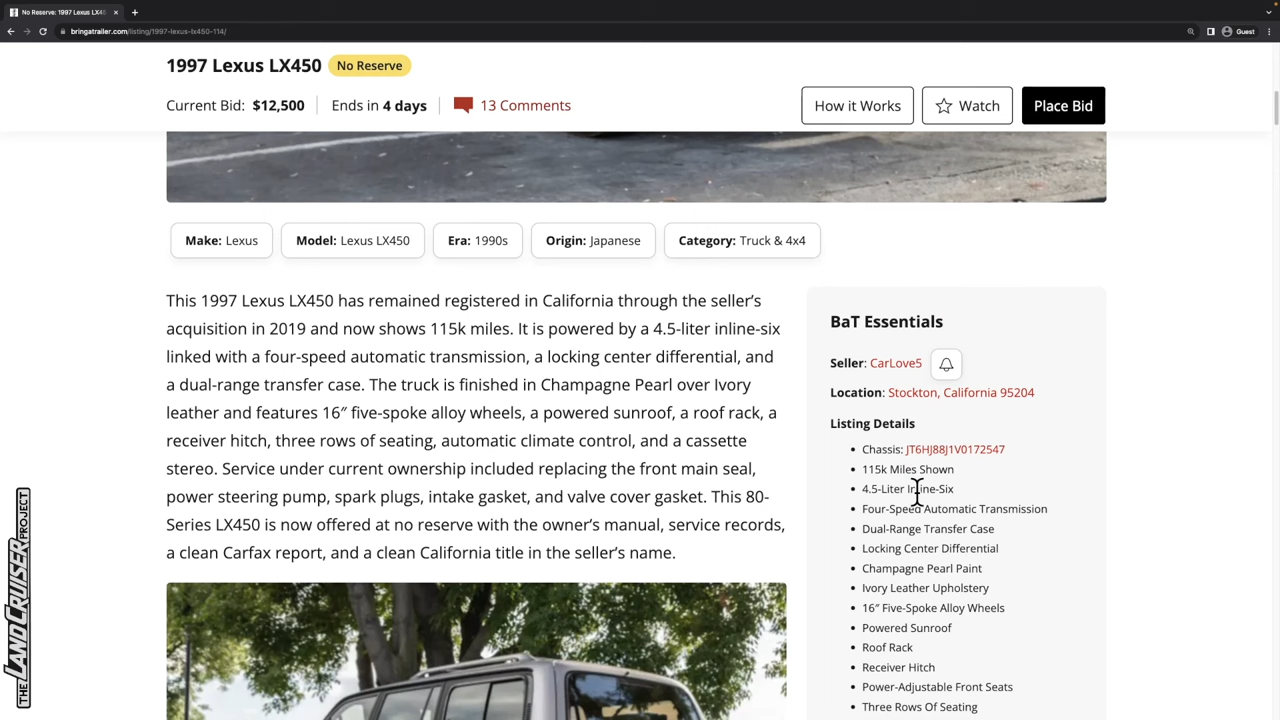 No Reserve: 1997 Lexus LX45
bringatrailer.com/listing/1997-lexus-lx450-114/
Guest
1997 Lexus LX450 No Reserve
Current Bid: $12,500 Ends in 4 days 13 Comments
How it Works Watch Place Bid
Make: Lexus Model: Lexus LX450 Era: 1990s Origin: Japanese Category: Truck & 4x4
This 1997 Lexus LX450 has remained registered in California through the seller’s
acquisition in 2019 and now shows 115k miles. It is powered by a 4.5-liter inline-six
linked with a four-speed automatic transmission, a locking center differential, and
a dual-range transfer case. The truck is finished in Champagne Pearl over Ivory
leather and features 16″ five-spoke alloy wheels, a powered sunroof, a roof rack, a
receiver hitch, three rows of seating, automatic climate control, and a cassette
stereo. Service under current ownership included replacing the front main seal,
power steering pump, spark plugs, intake gasket, and valve cover gasket. This 80-
Series LX450 is now offered at no reserve with the owner’s manual, service records,
a clean Carfax report, and a clean California title in the seller’s name.
BaT Essentials
Seller: CarLove5
Location: Stockton, California 95204
Listing Details
• Chassis: JT6HJ88J1V0172547
• 115k Miles Shown
• 4.5-Liter Inline-Six
• Four-Speed Automatic Transmission
• Dual-Range Transfer Case
• Locking Center Differential
• Champagne Pearl Paint
• Ivory Leather Upholstery
• 16″ Five-Spoke Alloy Wheels
• Powered Sunroof
• Roof Rack
• Receiver Hitch
• Power-Adjustable Front Seats
• Three Rows Of Seating
THE LAND CRUISER PROJECT